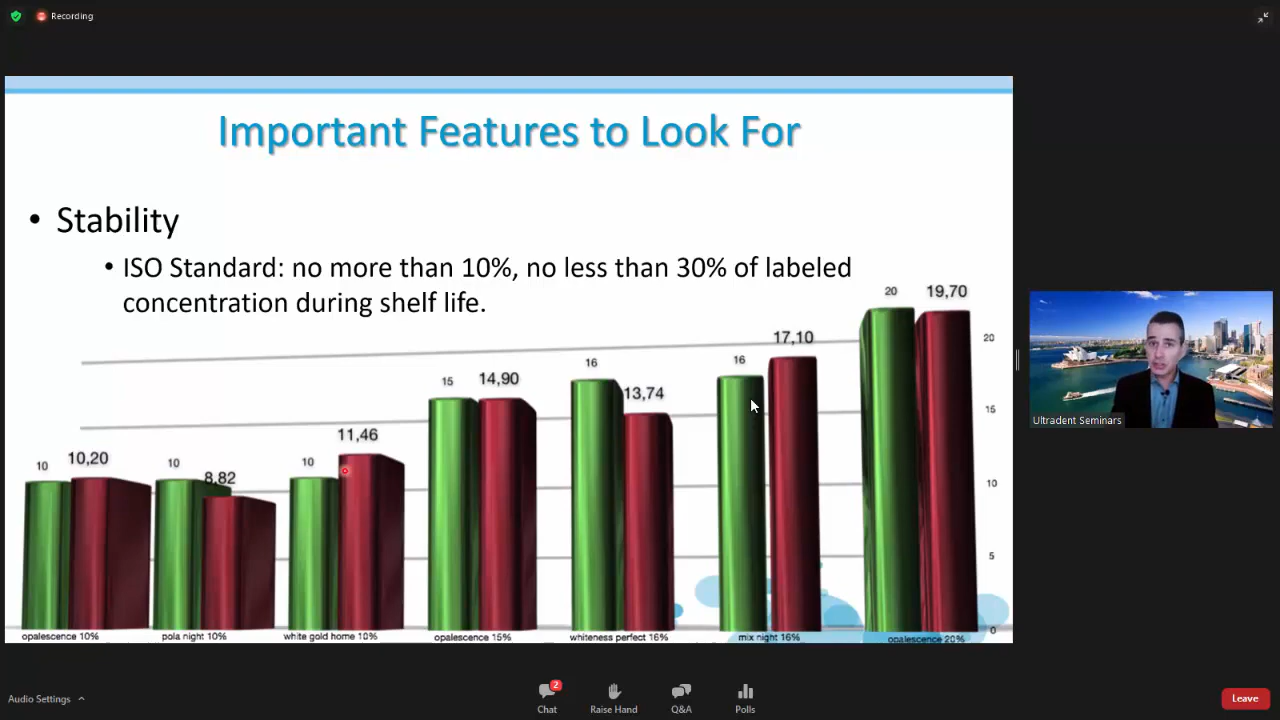 Recording
Important Features to Look For
• Stability
• ISO Standard: no more than 10%, no less than 30% of labeled
concentration during shelf life.
10
10,20
10
8,82
10
11,46
15
14,90
16
13,74
16
17,10
20
19,70
20
15
10
5
0
opalescence 10%
pola night 10%
white gold home 10%
opalescence 15%
whiteness perfect 16%
mix night 16%
opalescence 20%
Ultradent Seminars
Audio Settings
2
Chat
Raise Hand
Q&A
Polls
Leave